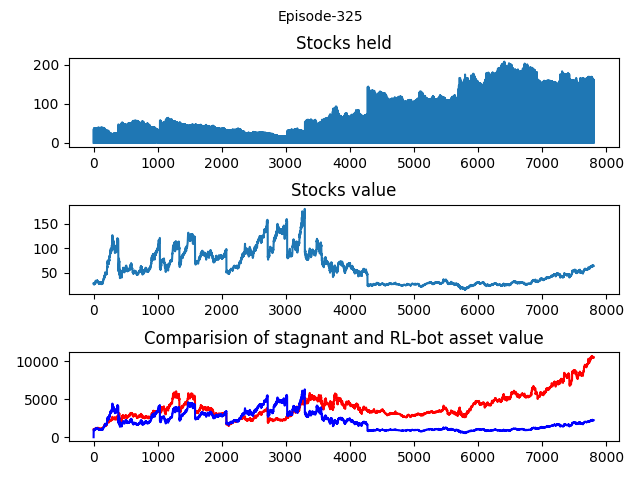 Episode-325
Stocks held
200
100
0
0 1000 2000 3000 4000 5000 6000 7000 8000
Stocks value
150
100
50
0 1000 2000 3000 4000 5000 6000 7000 8000
Comparision of stagnant and RL-bot asset value
10000
5000
0
0 1000 2000 3000 4000 5000 6000 7000 8000